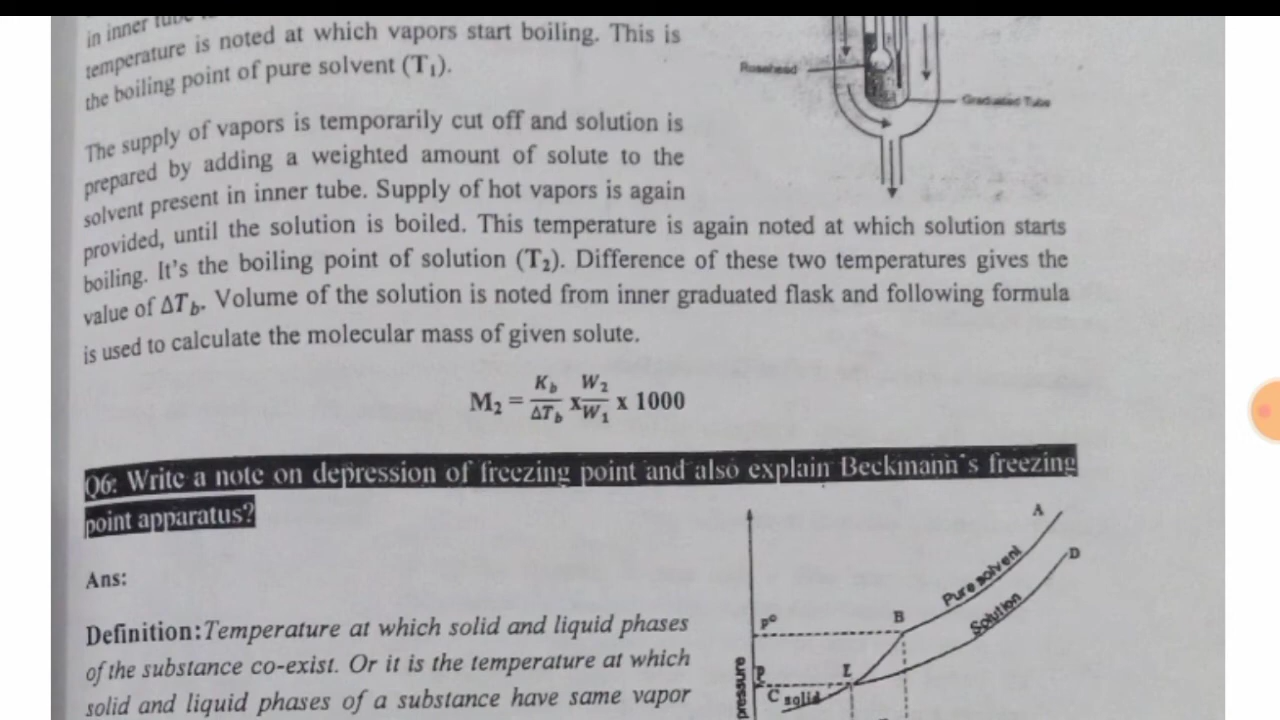 in inner tube
temperature is noted at which vapors start boiling. This is
the boiling point of pure solvent (T₁).
Rosehead
Graduated Tube
The supply of vapors is temporarily cut off and solution is
prepared by adding a weighted amount of solute to the
solvent present in inner tube. Supply of hot vapors is again
provided, until the solution is boiled. This temperature is again noted at which solution starts
boiling. It's the boiling point of solution (T₂). Difference of these two temperatures gives the
value of ΔT_b. Volume of the solution is noted from inner graduated flask and following formula
is used to calculate the molecular mass of given solute.
M₂ = K_b/ΔT_b x W₂/W₁ x 1000
Q6: Write a note on depression of freezing point and also explain Beckmann's freezing
point apparatus?
Ans:
Definition: Temperature at which solid and liquid phases
of the substance co-exist. Or it is the temperature at which
solid and liquid phases of a substance have same vapor
A
D
Pure solvent
Solution
P°
B
P
E
C solid
pressure